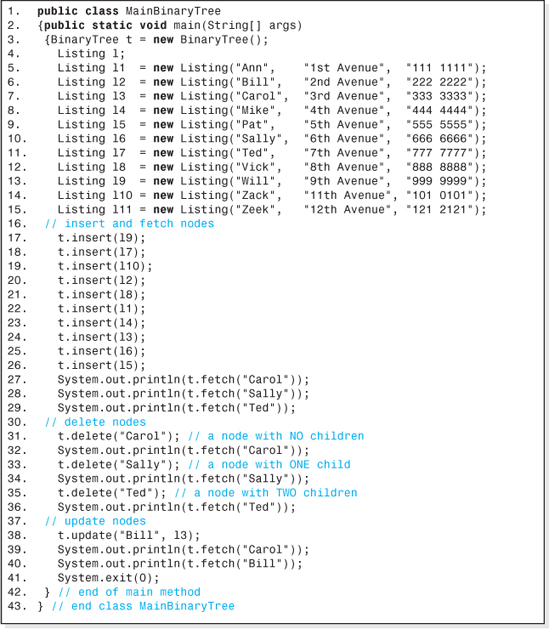 1. public class MainBinaryTree
2. {public static void main(String[] args)
3. {BinaryTree t = new BinaryTree();
4. Listing l;
5. Listing l1 = new Listing("Ann", "1st Avenue", "111 1111");
6. Listing l2 = new Listing("Bill", "2nd Avenue", "222 2222");
7. Listing l3 = new Listing("Carol", "3rd Avenue", "333 3333");
8. Listing l4 = new Listing("Mike", "4th Avenue", "444 4444");
9. Listing l5 = new Listing("Pat", "5th Avenue", "555 5555");
10. Listing l6 = new Listing("Sally", "6th Avenue", "666 6666");
11. Listing l7 = new Listing("Ted", "7th Avenue", "777 7777");
12. Listing l8 = new Listing("Vick", "8th Avenue", "888 8888");
13. Listing l9 = new Listing("Will", "9th Avenue", "999 9999");
14. Listing l10 = new Listing("Zack", "11th Avenue", "101 0101");
15. Listing l11 = new Listing("Zeek", "12th Avenue", "121 2121");
16. // insert and fetch nodes
17. t.insert(l9);
18. t.insert(l7);
19. t.insert(l10);
20. t.insert(l2);
21. t.insert(l8);
22. t.insert(l1);
23. t.insert(l4);
24. t.insert(l3);
25. t.insert(l6);
26. t.insert(l5);
27. System.out.println(t.fetch("Carol"));
28. System.out.println(t.fetch("Sally"));
29. System.out.println(t.fetch("Ted"));
30. // delete nodes
31. t.delete("Carol"); // a node with NO children
32. System.out.println(t.fetch("Carol"));
33. t.delete("Sally"); // a node with ONE child
34. System.out.println(t.fetch("Sally"));
35. t.delete("Ted"); // a node with TWO children
36. System.out.println(t.fetch("Ted"));
37. // update nodes
38. t.update("Bill", l3);
39. System.out.println(t.fetch("Carol"));
40. System.out.println(t.fetch("Bill"));
41. System.exit(0);
42. } // end of main method
43. } // end class MainBinaryTree